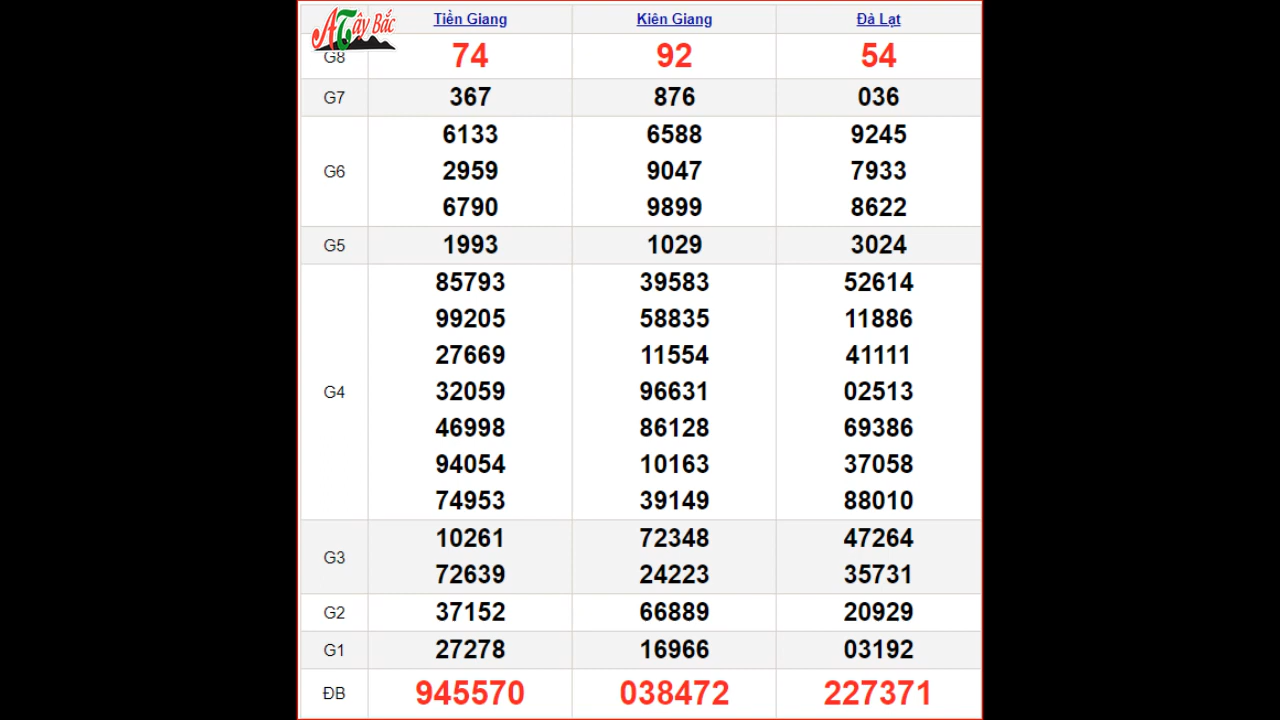 ATây Bắc
Tiền Giang Kiên Giang Đà Lạt
G8 74 92 54
G7 367 876 036
6133 6588 9245
G6 2959 9047 7933
6790 9899 8622
G5 1993 1029 3024
85793 39583 52614
99205 58835 11886
27669 11554 41111
G4 32059 96631 02513
46998 86128 69386
94054 10163 37058
74953 39149 88010
10261 72348 47264
G3
72639 24223 35731
G2 37152 66889 20929
G1 27278 16966 03192
ĐB 945570 038472 227371